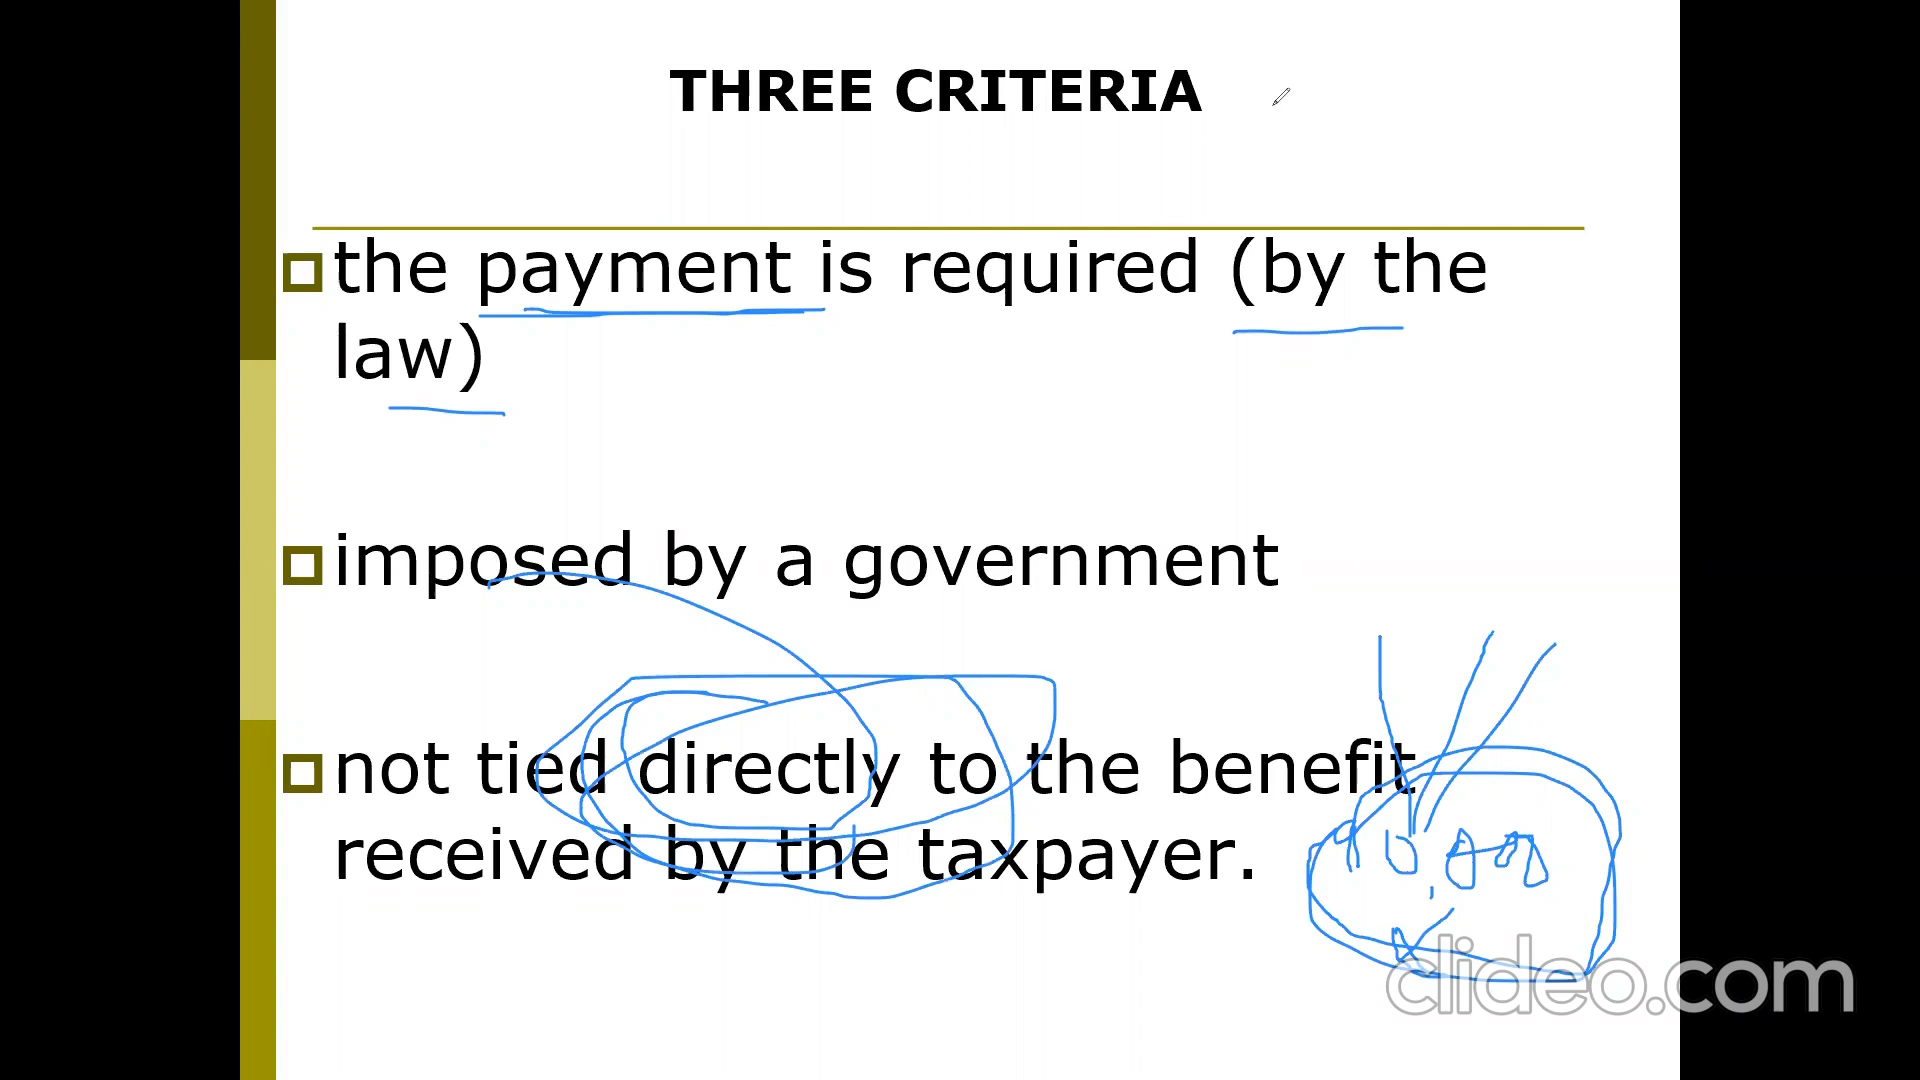 THREE CRITERIA
the payment is required (by the
law)
imposed by a government
not tied directly to the benefit
received by the taxpayer.
clideo.com